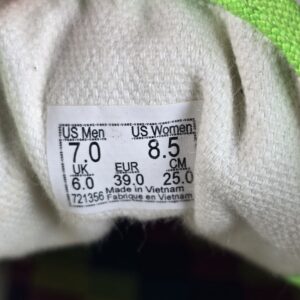 US Men US Women
7.0 8.5
UK EUR CM
6.0 39.0 25.0
Made in Vietnam
721356 Fabrique en Vietnam